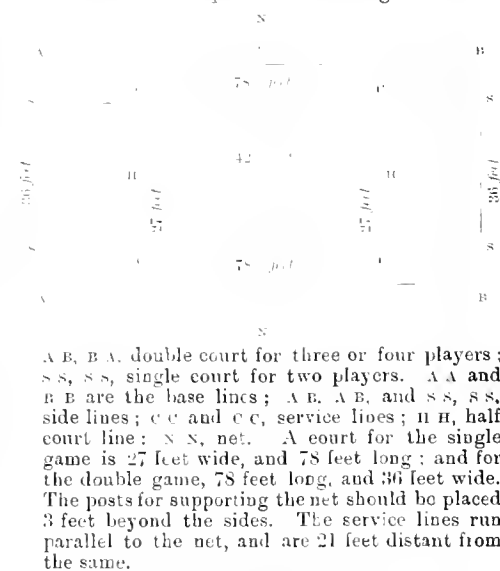 N
A B
78 feet
S
42
H H
36 feet 27 feet 27 feet 36 feet
S
78 feet
A B
N
A B, B A, double court for three or four players;
S S, S S, single court for two players. A A and
B B are the base lines; A B, A B, and S S, S S,
side lines; C C and C C, service lines; H H, half
court line: N N, net. A court for the single
game is 27 feet wide, and 78 feet long; and for
the double game, 78 feet long, and 36 feet wide.
The posts for supporting the net should be placed
3 feet beyond the sides. The service lines run
parallel to the net, and are 21 feet distant from
the same.